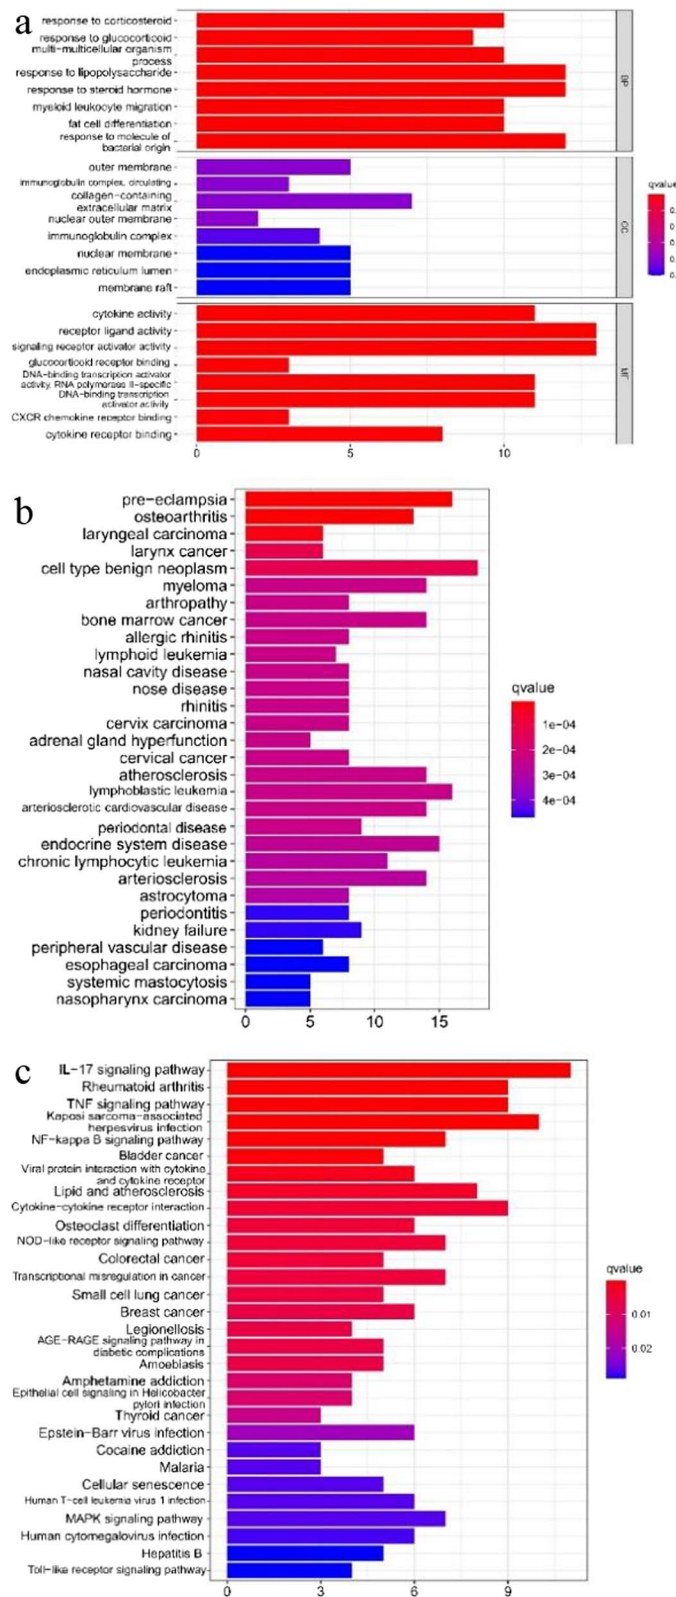 a
response to corticosteroid
response to glucocorticoid
multi-multicellular organism
process
response to lipopolysaccharide
response to steroid hormone
myeloid leukocyte migration
fat cell differentiation
response to molecule of
bacterial origin
BP
outer membrane
immunoglobulin complex, circulating
collagen-containing
extracellular matrix
nuclear outer membrane
immunoglobulin complex
nuclear membrane
endoplasmic reticulum lumen
membrane raft
CC
qvalue
cytokine activity
receptor ligand activity
signaling receptor activator activity
glucocorticoid receptor binding
DNA-binding transcription activator
activity, RNA polymerase II-specific
DNA-binding transcription
activator activity
CXCR chemokine receptor binding
cytokine receptor binding
MF
0 5 10
b
pre-eclampsia
osteoarthritis
laryngeal carcinoma
larynx cancer
cell type benign neoplasm
myeloma
arthropathy
bone marrow cancer
allergic rhinitis
lymphoid leukemia
nasal cavity disease
nose disease
rhinitis
cervix carcinoma
adrenal gland hyperfunction
cervical cancer
atherosclerosis
lymphoblastic leukemia
arteriosclerotic cardiovascular disease
periodontal disease
endocrine system disease
chronic lymphocytic leukemia
arteriosclerosis
astrocytoma
periodontitis
kidney failure
peripheral vascular disease
esophageal carcinoma
systemic mastocytosis
nasopharynx carcinoma
0 5 10 15
qvalue
1e-04
2e-04
3e-04
4e-04
c
IL-17 signaling pathway
Rheumatoid arthritis
TNF signaling pathway
Kaposi sarcoma-associated
herpesvirus infection
NF-kappa B signaling pathway
Bladder cancer
Viral protein interaction with cytokine
and cytokine receptor
Lipid and atherosclerosis
Cytokine-cytokine receptor interaction
Osteoclast differentiation
NOD-like receptor signaling pathway
Colorectal cancer
Transcriptional misregulation in cancer
Small cell lung cancer
Breast cancer
Legionellosis
AGE-RAGE signaling pathway in
diabetic complications
Amoebiasis
Amphetamine addiction
Epithelial cell signaling in Helicobacter
pylori infection
Thyroid cancer
Epstein-Barr virus infection
Cocaine addiction
Malaria
Cellular senescence
Human T-cell leukemia virus 1 infection
MAPK signaling pathway
Human cytomegalovirus infection
Hepatitis B
Toll-like receptor signaling pathway
0 3 6 9
qvalue
0.01
0.02